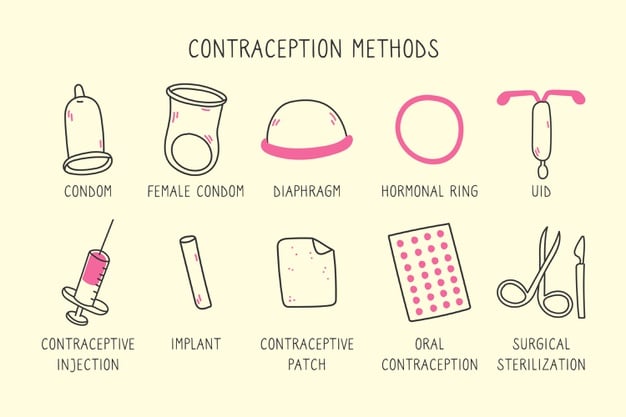 CONTRACEPTION METHODS
CONDOM
FEMALE CONDOM
DIAPHRAGM
HORMONAL RING
UID
CONTRACEPTIVE
INJECTION
IMPLANT
CONTRACEPTIVE
PATCH
ORAL
CONTRACEPTION
SURGICAL
STERILIZATION